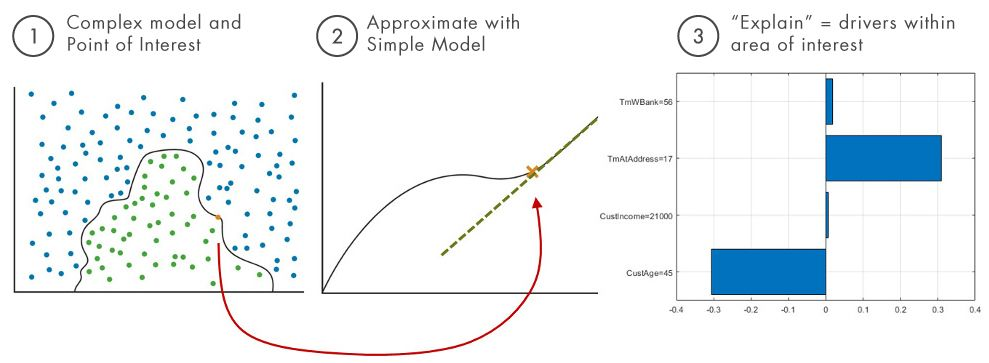 1
Complex model and
Point of Interest
2
Approximate with
Simple Model
3
“Explain” = drivers within
area of interest
TmWBank=56
TmAtAddress=17
CustIncome=21000
CustAge=45
-0.4 -0.3 -0.2 -0.1 0 0.1 0.2 0.3 0.4